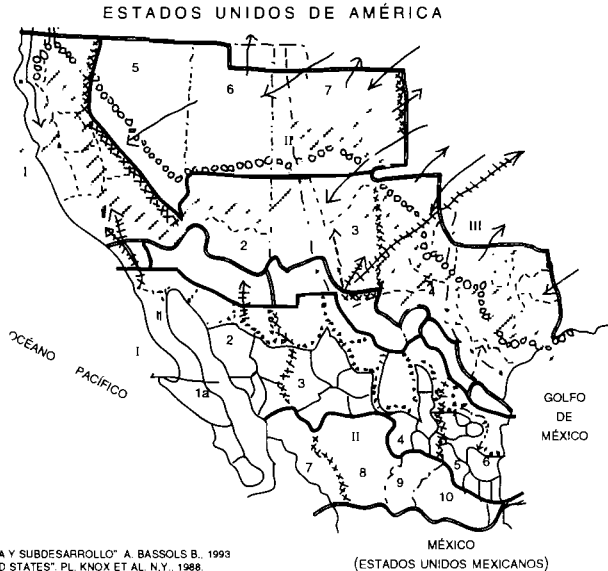 ESTADOS UNIDOS DE AMÉRICA
5
6
7
II
I
2
3
III
I
2
3
1a
OCÉANO PACÍFICO
GOLFO
DE
MÉXICO
II
4
5
6
7
8
9
10
MÉXICO
(ESTADOS UNIDOS MEXICANOS)
A Y SUBDESARROLLO" A. BASSOLS B., 1993
D STATES". PL. KNOX ET AL. N.Y., 1988.